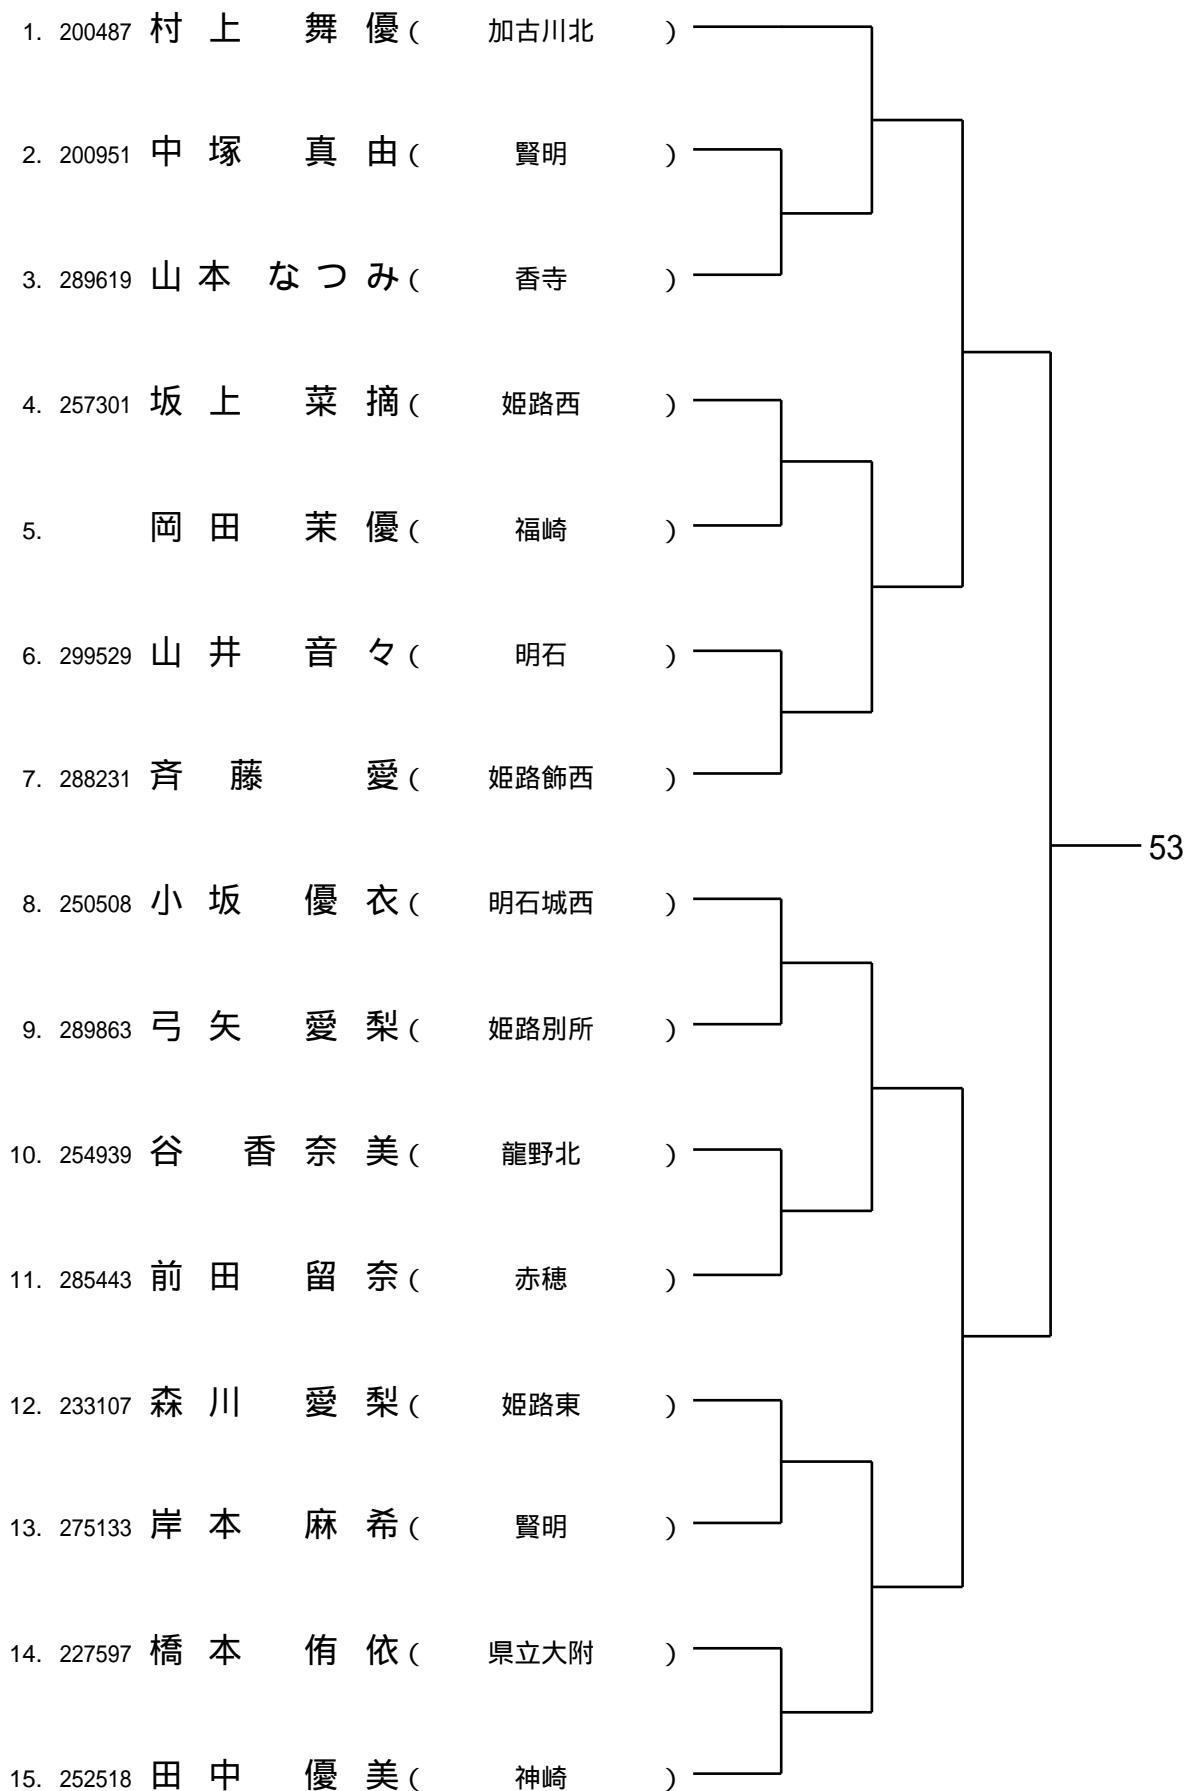 1. 200487 村上 舞優 ( 加古川北 )
2. 200951 中塚 真由 ( 賢明 )
3. 289619 山本 なつみ ( 香寺 )
4. 257301 坂上 菜摘 ( 姫路西 )
5. 岡田 茉優 ( 福崎 )
6. 299529 山井 音々 ( 明石 )
7. 288231 斉藤 愛 ( 姫路飾西 )
53
8. 250508 小坂 優衣 ( 明石城西 )
9. 289863 弓矢 愛梨 ( 姫路別所 )
10. 254939 谷 香奈美 ( 龍野北 )
11. 285443 前田 留奈 ( 赤穂 )
12. 233107 森川 愛梨 ( 姫路東 )
13. 275133 岸本 麻希 ( 賢明 )
14. 227597 橋本 侑依 ( 県立大附 )
15. 252518 田中 優美 ( 神崎 )